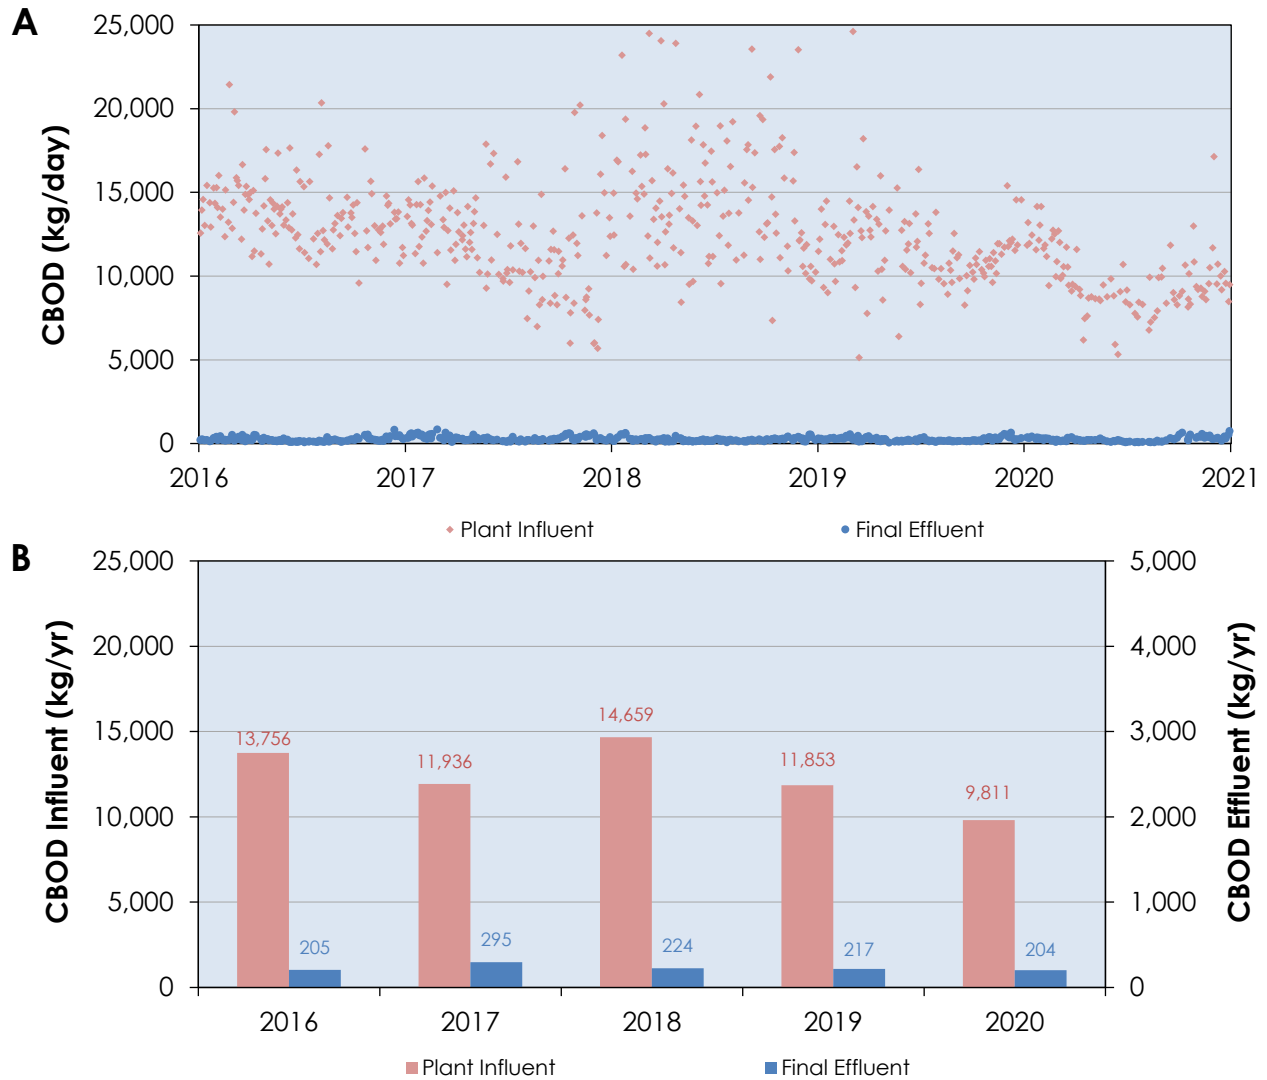 A
CBOD (kg/day)
25,000
20,000
15,000
10,000
5,000
0
2016 2017 2018 2019 2020 2021
Plant Influent Final Effluent
B
CBOD Influent (kg/yr)
25,000 5,000
20,000 4,000
15,000 3,000
10,000 2,000
5,000 1,000
0 0
CBOD Effluent (kg/yr)
13,756 11,936 14,659 11,853 9,811
205 295 224 217 204
2016 2017 2018 2019 2020
Plant Influent Final Effluent